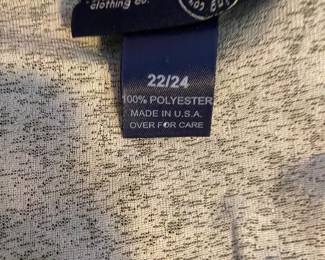 clothing co.
22/24
100% POLYESTER
MADE IN U.S.A.
OVER FOR CARE